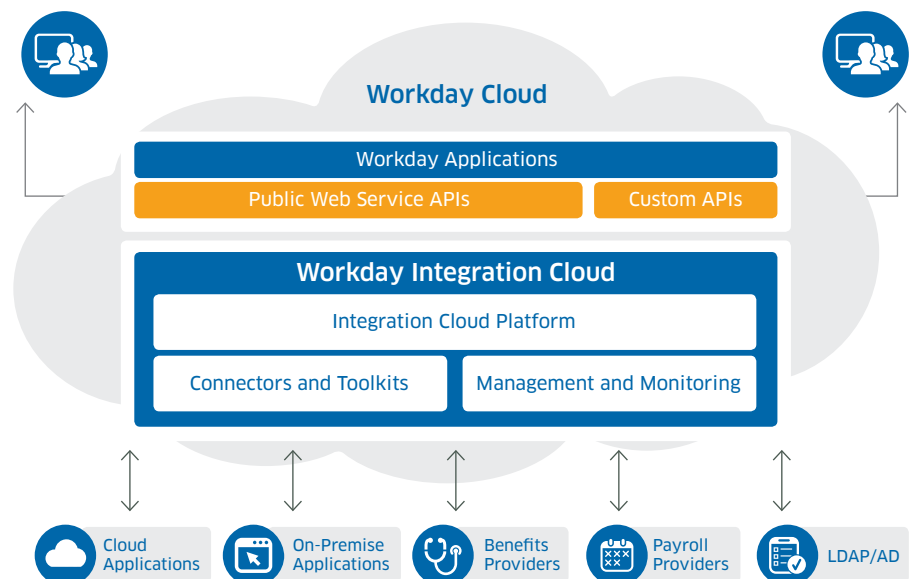 Workday Cloud
Workday Applications
Public Web Service APIs
Custom APIs
Workday Integration Cloud
Integration Cloud Platform
Connectors and Toolkits
Management and Monitoring
Cloud
Applications
On-Premise
Applications
Benefits
Providers
Payroll
Providers
LDAP/AD